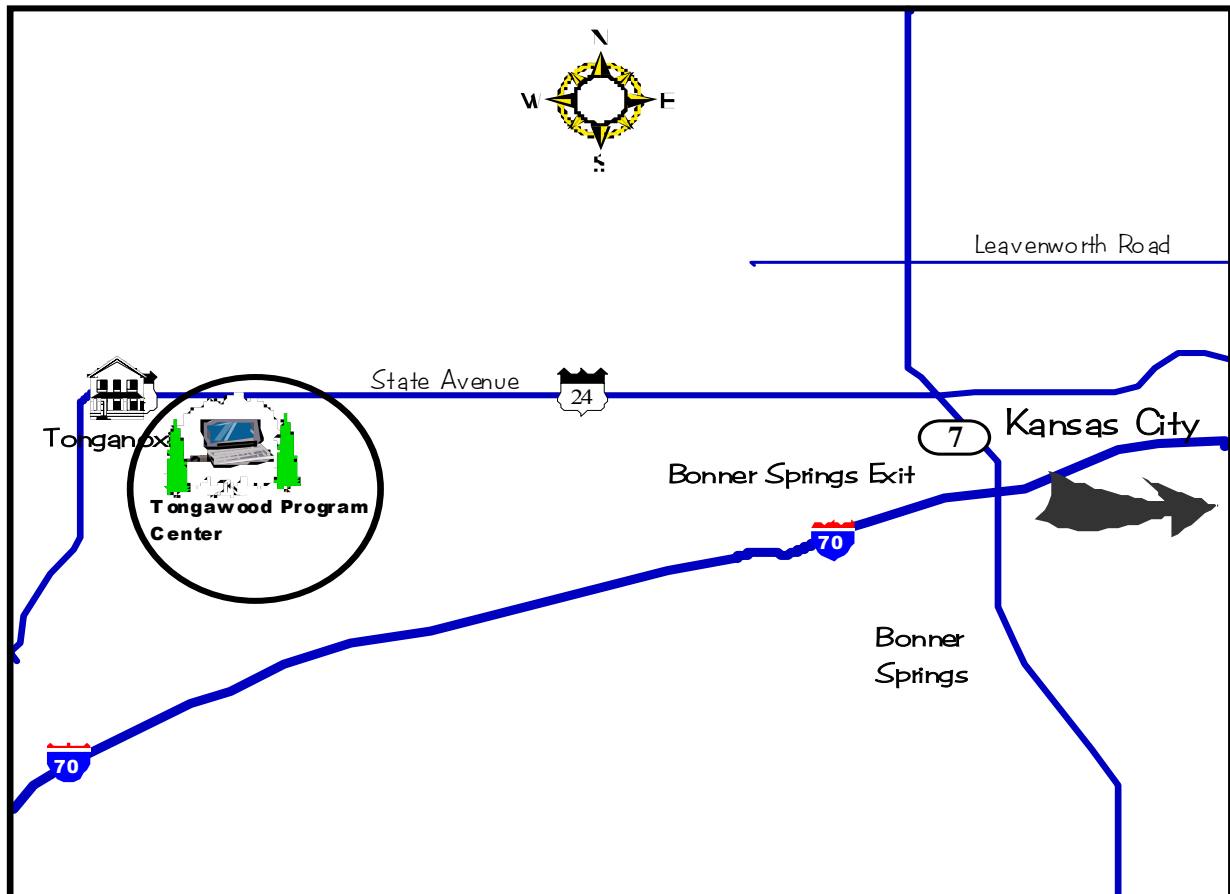 N
W E
S
Leavenworth Road
State Avenue
24
Tonganox
7
Kansas City
Bonner Springs Exit
Tongawood Program
Center
70
Bonner
Springs
70